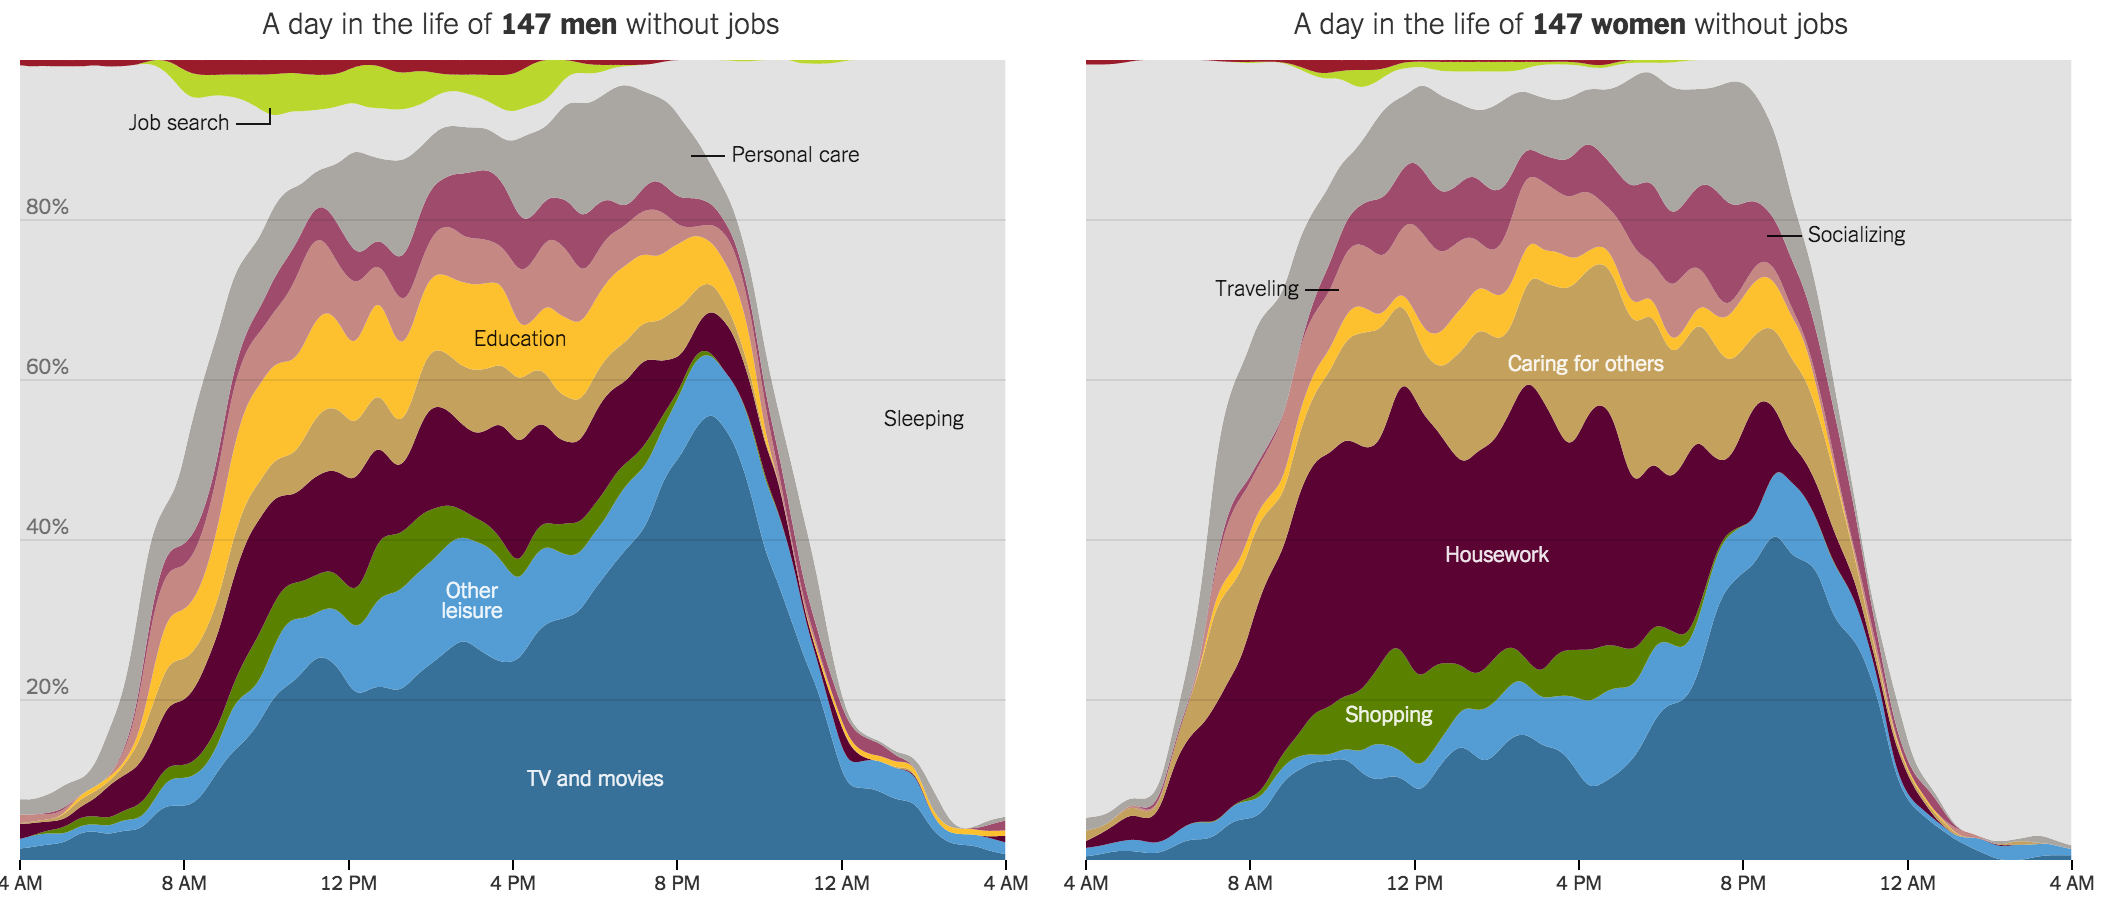 A day in the life of 147 men without jobs
Job search
Personal care
80%
Education
60%
Sleeping
40%
Other
leisure
20%
TV and movies
4 AM
8 AM
12 PM
4 PM
8 PM
12 AM
4 AM
A day in the life of 147 women without jobs
Socializing
Traveling
Caring for others
Housework
Shopping
4 AM
8 AM
12 PM
4 PM
8 PM
12 AM
4 AM